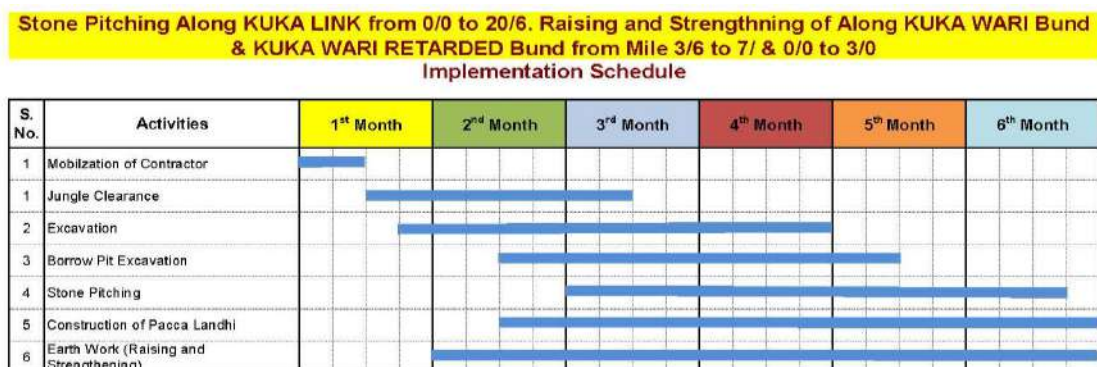 Stone Pitching Along KUKA LINK from 0/0 to 20/6. Raising and Strengthning of Along KUKA WARI Bund
& KUKA WARI RETARDED Bund from Mile 3/6 to 7/ & 0/0 to 3/0
Implementation Schedule
S. No. Activities 1st Month 2nd Month 3rd Month 4th Month 5th Month 6th Month
1 Mobilzation of Contractor
1 Jungle Clearance
2 Excavation
3 Borrow Pit Excavation
4 Stone Pitching
5 Construction of Pacca Landhi
6 Earth Work (Raising and
Strengthening)